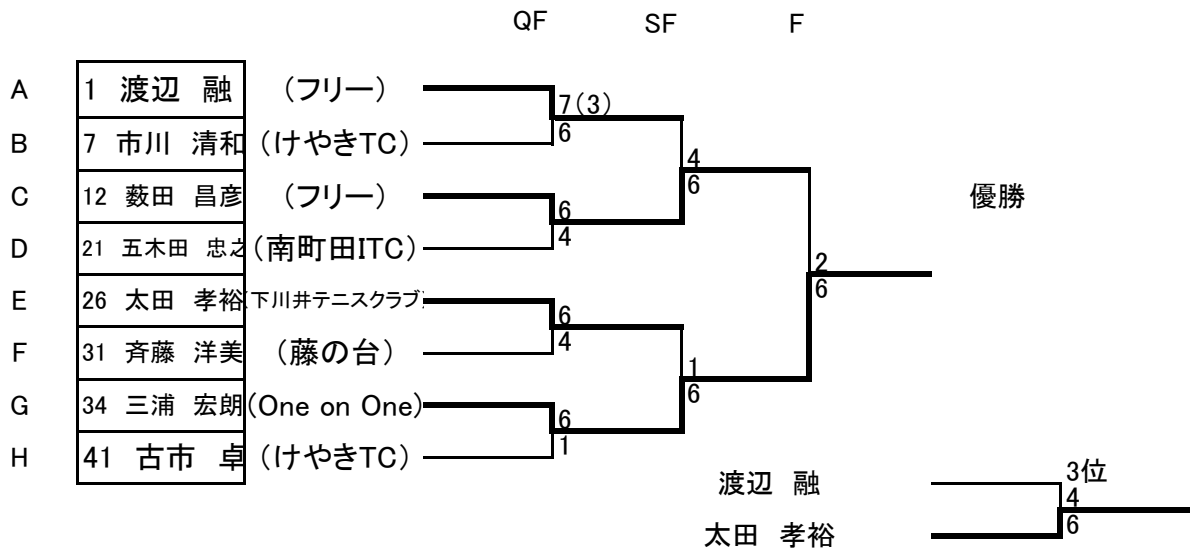 QF SF F
A 1 渡辺 融 (フリー)
7(3)
B 7 市川 清和 (けやきTC) 6
4
C 12 薮田 昌彦 (フリー) 6 優勝
6
D 21 五木田 忠之 (南町田ITC) 4
2
E 26 太田 孝裕 (下川井テニスクラブ) 6
6
F 31 斉藤 洋美 (藤の台) 4
1
G 34 三浦 宏朗 (One on One) 6
6
H 41 古市 卓 (けやきTC) 1
渡辺 融 3位
4
太田 孝裕 6